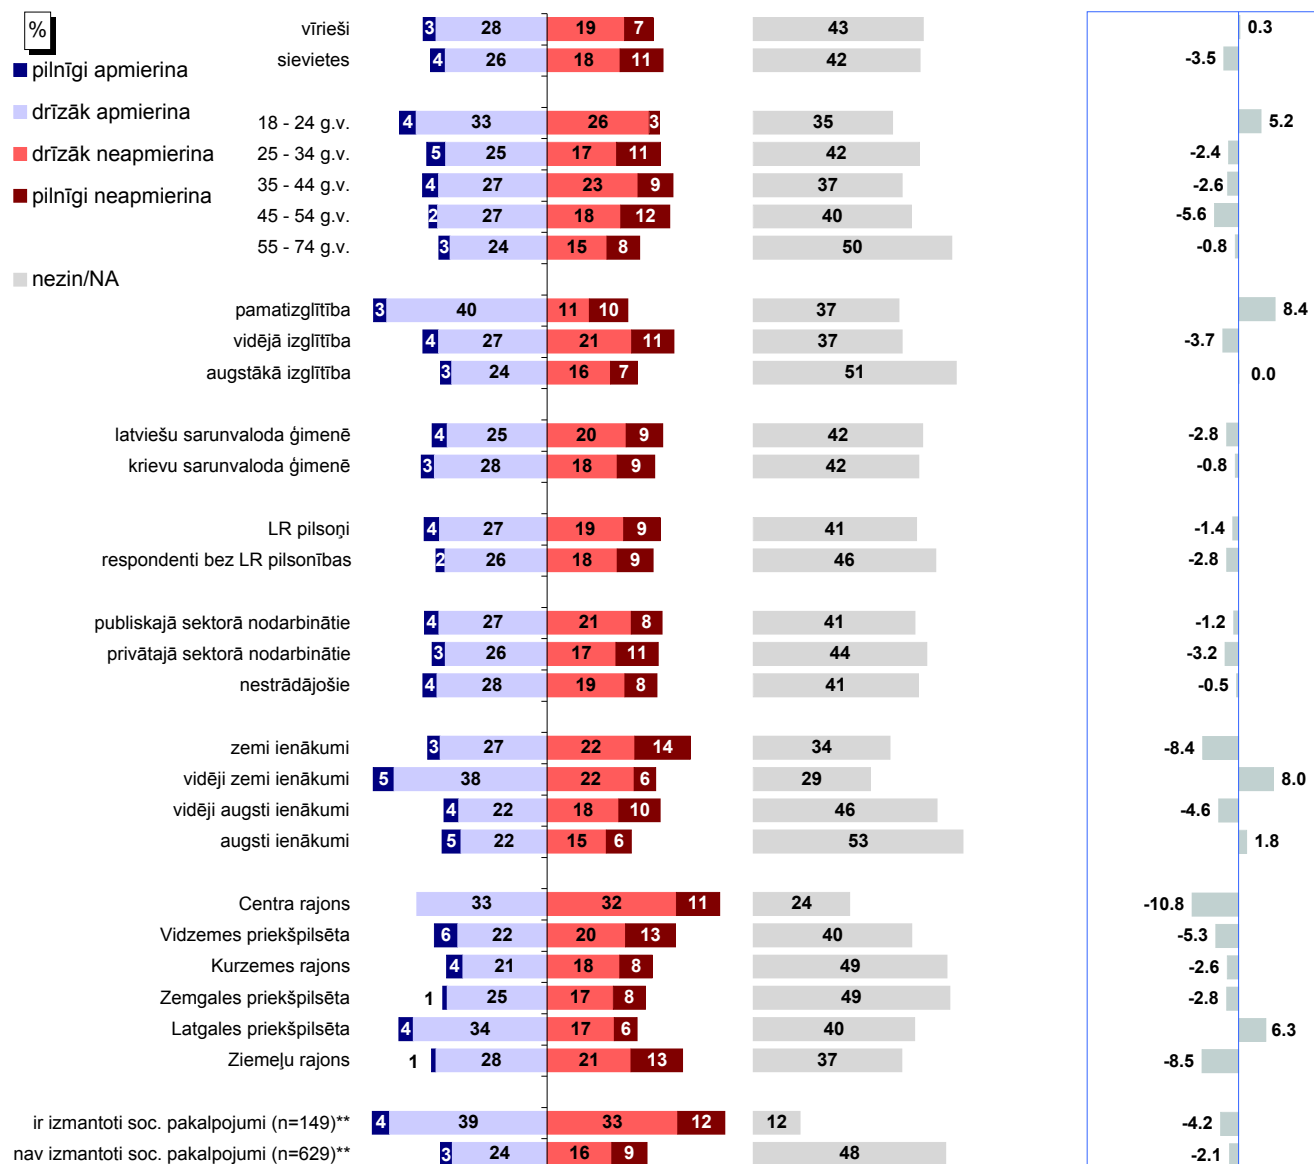 %
pilnīgi apmierina
drīzāk apmierina
drīzāk neapmierina
pilnīgi neapmierina
nezin/NA
vīrieši 3 28 19 7 43 0.3
sievietes 4 26 18 11 42 -3.5
18 - 24 g.v. 4 33 26 3 35 5.2
25 - 34 g.v. 5 25 17 11 42 -2.4
35 - 44 g.v. 4 27 23 9 37 -2.6
45 - 54 g.v. 2 27 18 12 40 -5.6
55 - 74 g.v. 3 24 15 8 50 -0.8
pamatizglītība 3 40 11 10 37 8.4
vidējā izglītība 4 27 21 11 37 -3.7
augstākā izglītība 3 24 16 7 51 0.0
latviešu sarunvaloda ģimenē 4 25 20 9 42 -2.8
krievu sarunvaloda ģimenē 3 28 18 9 42 -0.8
LR pilsoņi 4 27 19 9 41 -1.4
respondenti bez LR pilsonības 2 26 18 9 46 -2.8
publiskajā sektorā nodarbinātie 4 27 21 8 41 -1.2
privātajā sektorā nodarbinātie 3 26 17 11 44 -3.2
nestrādājošie 4 28 19 8 41 -0.5
zemi ienākumi 3 27 22 14 34 -8.4
vidēji zemi ienākumi 5 38 22 6 29 8.0
vidēji augsti ienākumi 4 22 18 10 46 -4.6
augsti ienākumi 5 22 15 6 53 1.8
Centra rajons 33 32 11 24 -10.8
Vidzemes priekšpilsēta 6 22 20 13 40 -5.3
Kurzemes rajons 4 21 18 8 49 -2.6
Zemgales priekšpilsēta 1 25 17 8 49 -2.8
Latgales priekšpilsēta 4 34 17 6 40 6.3
Ziemeļu rajons 1 28 21 13 37 -8.5
ir izmantoti soc. pakalpojumi (n=149)** 4 39 33 12 12 -4.2
nav izmantoti soc. pakalpojumi (n=629)** 3 24 16 9 48 -2.1